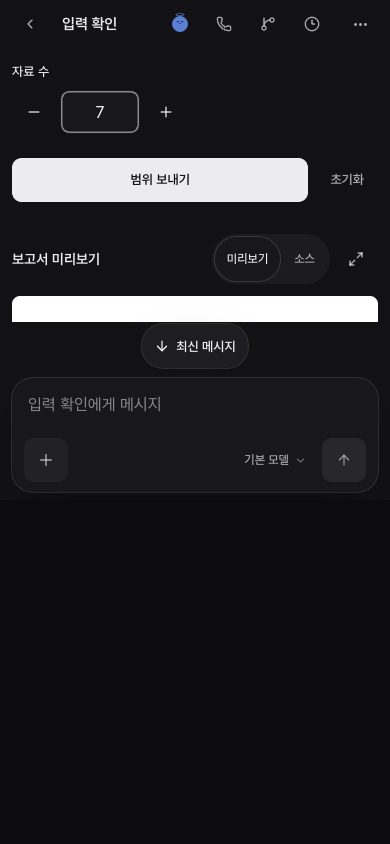 입력 확인
자료 수
7
범위 보내기
초기화
보고서 미리보기
미리보기
소스
최신 메시지
입력 확인에게 메시지
기본 모델